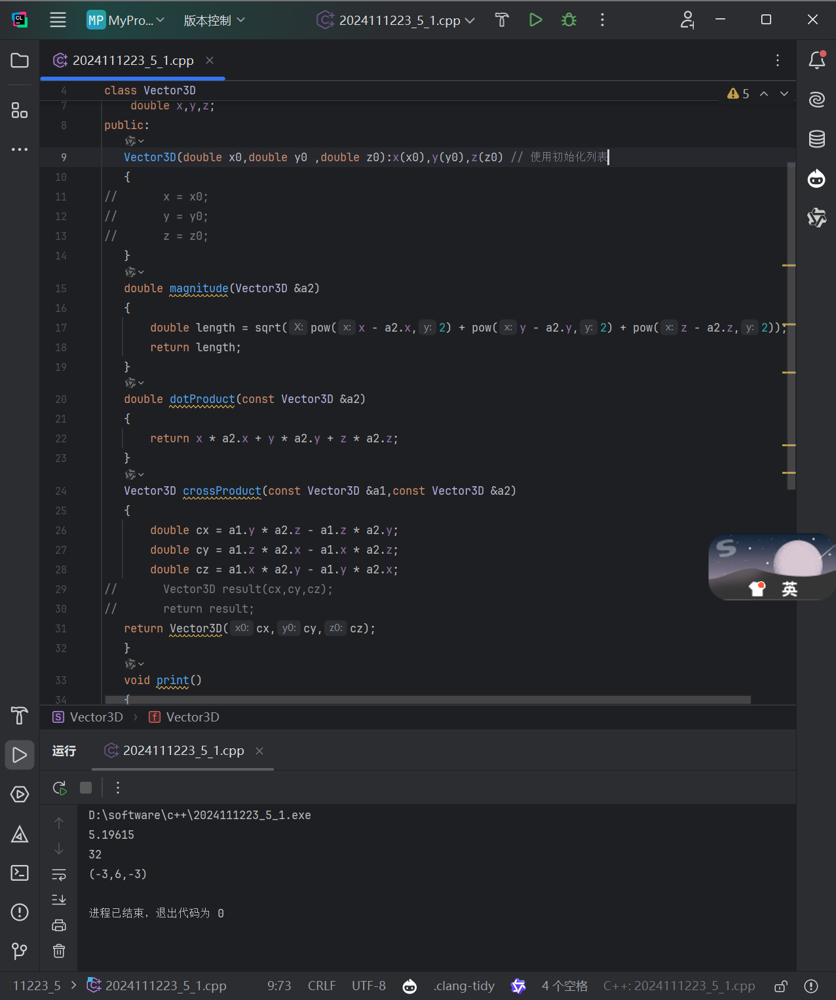 MP MyPro... 版本控制 2024111223_5_1.cpp
2024111223_5_1.cpp
4 class Vector3D 5
7 double x,y,z;
8 public:
9 Vector3D(double x0,double y0 ,double z0):x(x0),y(y0),z(z0) // 使用初始化列表
10 {
11 // x = x0;
12 // y = y0;
13 // z = z0;
14 }
15 double magnitude(Vector3D &a2)
16 {
17 double length = sqrt(X: pow(x: x - a2.x, y: 2) + pow(x: y - a2.y, y: 2) + pow(x: z - a2.z, y: 2));
18 return length;
19 }
20 double dotProduct(const Vector3D &a2)
21 {
22 return x * a2.x + y * a2.y + z * a2.z;
23 }
24 Vector3D crossProduct(const Vector3D &a1,const Vector3D &a2)
25 {
26 double cx = a1.y * a2.z - a1.z * a2.y;
27 double cy = a1.z * a2.x - a1.x * a2.z;
28 double cz = a1.x * a2.y - a1.y * a2.x;
29 // Vector3D result(cx,cy,cz);
30 // return result;
31 return Vector3D(x0: cx, y0: cy, z0: cz);
32 }
33 void print()
34 {
英
S Vector3D › f Vector3D
运行 2024111223_5_1.cpp
D:\software\c++\2024111223_5_1.exe
5.19615
32
(-3,6,-3)
进程已结束，退出代码为 0
11223_5 › 2024111223_5_1.cpp 9:73 CRLF UTF-8 .clang-tidy 4 个空格 C++: 2024111223_5_1.cpp